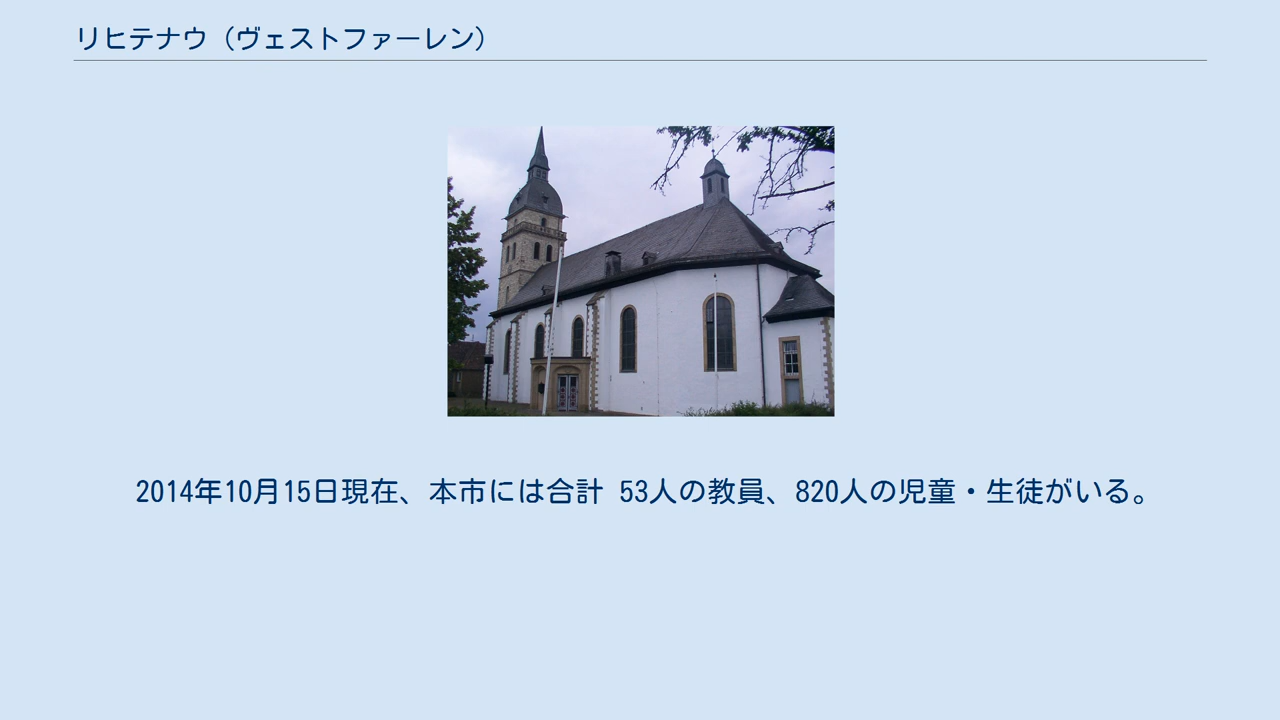 リヒテナウ（ヴェストファーレン）
2014年10月15日現在、本市には合計 53人の教員、820人の児童・生徒がいる。